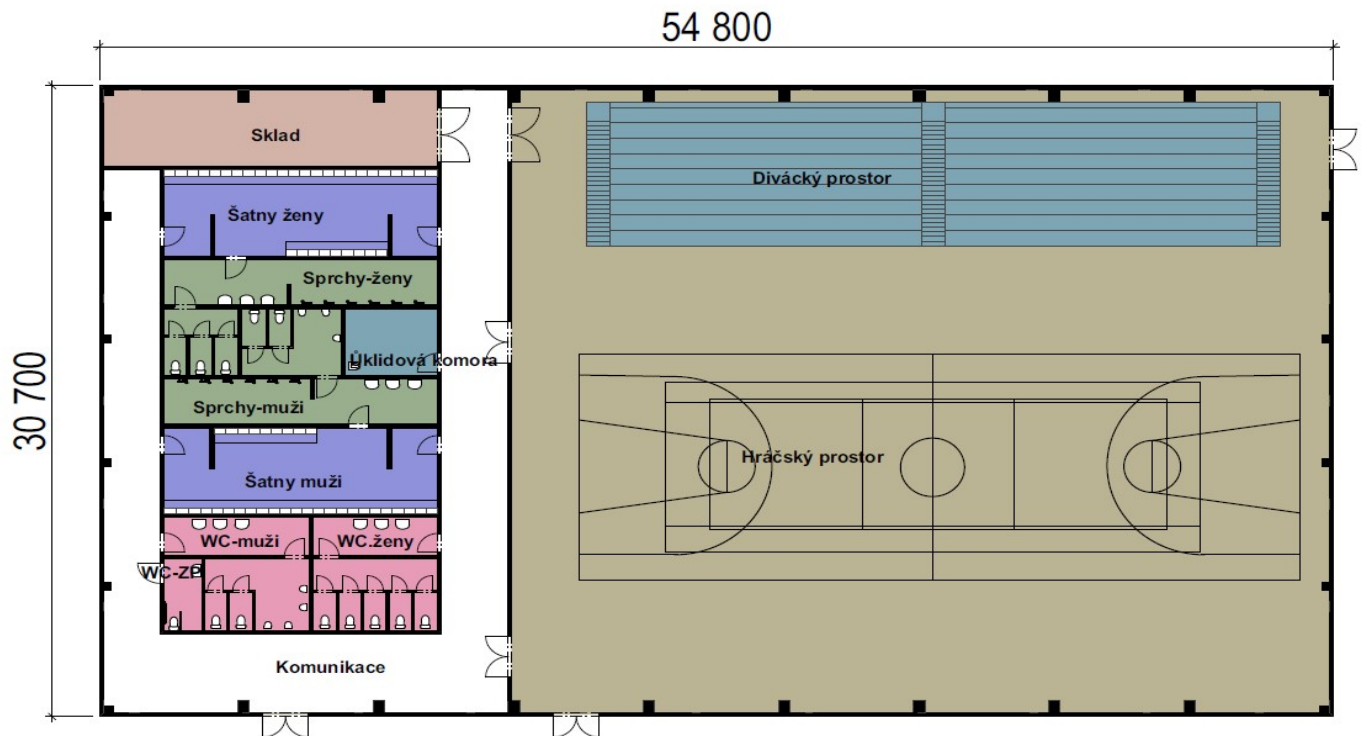 54 800
30 700
Sklad
Divácký prostor
Šatny ženy
Sprchy-ženy
Úklidová komora
Sprchy-muži
Hráčský prostor
Šatny muži
WC-muži
WC.ženy
WC-ZP
Komunikace